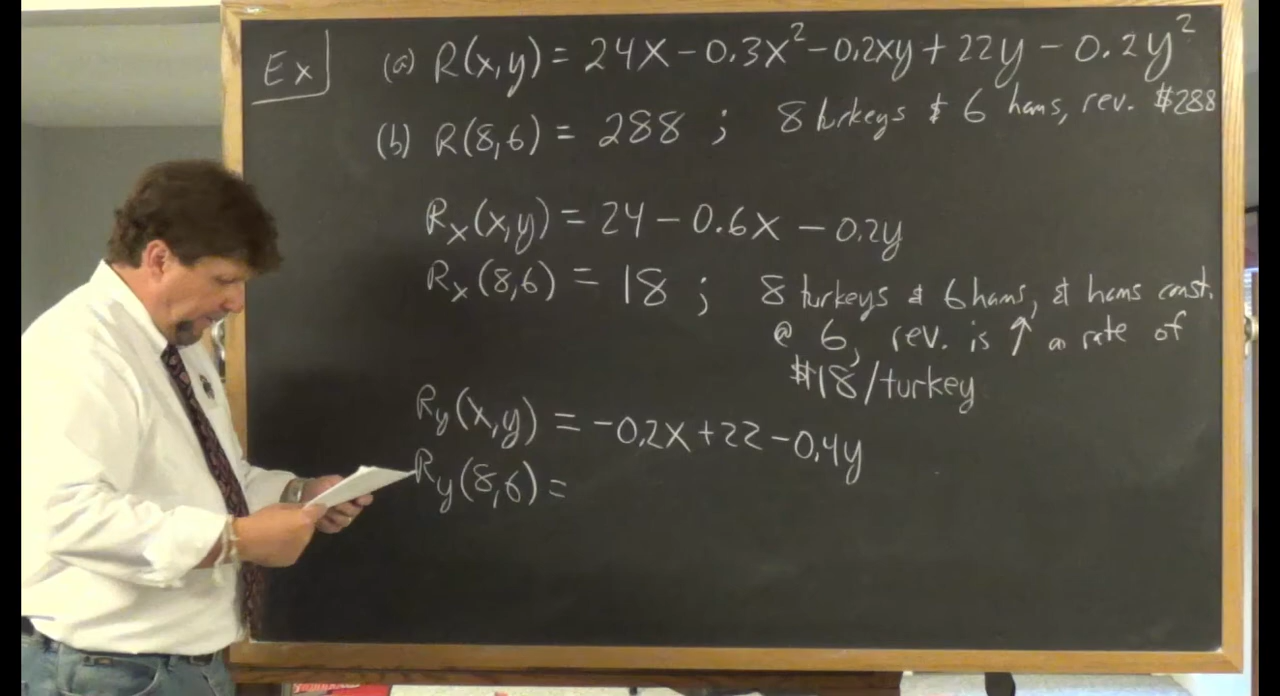 Ex
(a) R(x,y) = 24x - 0.3x² - 0.2xy + 22y - 0.2y²
(b) R(8,6) = 288 ; 8 turkeys & 6 hams, rev. $288
Rx(x,y) = 24 - 0.6x - 0.2y
Rx(8,6) = 18 ; 8 turkeys & 6 hams, & hams const.
@ 6, rev. is ↑ @ rate of
$18/turkey
Ry(x,y) = -0.2x + 22 - 0.4y
Ry(8,6) =